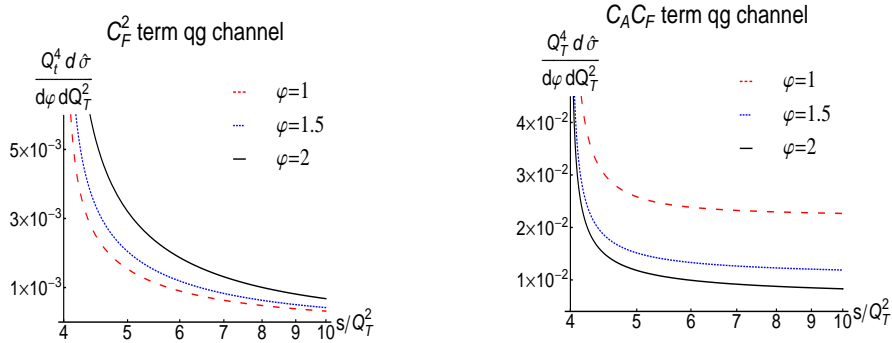 C_F^2 term qg channel
Q_t^4 d σ̂
dφ dQ_T^2
φ=1
φ=1.5
φ=2
5×10^-3
3×10^-3
1×10^-3
4 5 6 7 8 9 10 s/Q_T^2
C_A C_F term qg channel
Q_T^4 d σ̂
dφ dQ_T^2
φ=1
φ=1.5
φ=2
4×10^-2
3×10^-2
2×10^-2
1×10^-2
4 5 6 7 8 9 10 s/Q_T^2